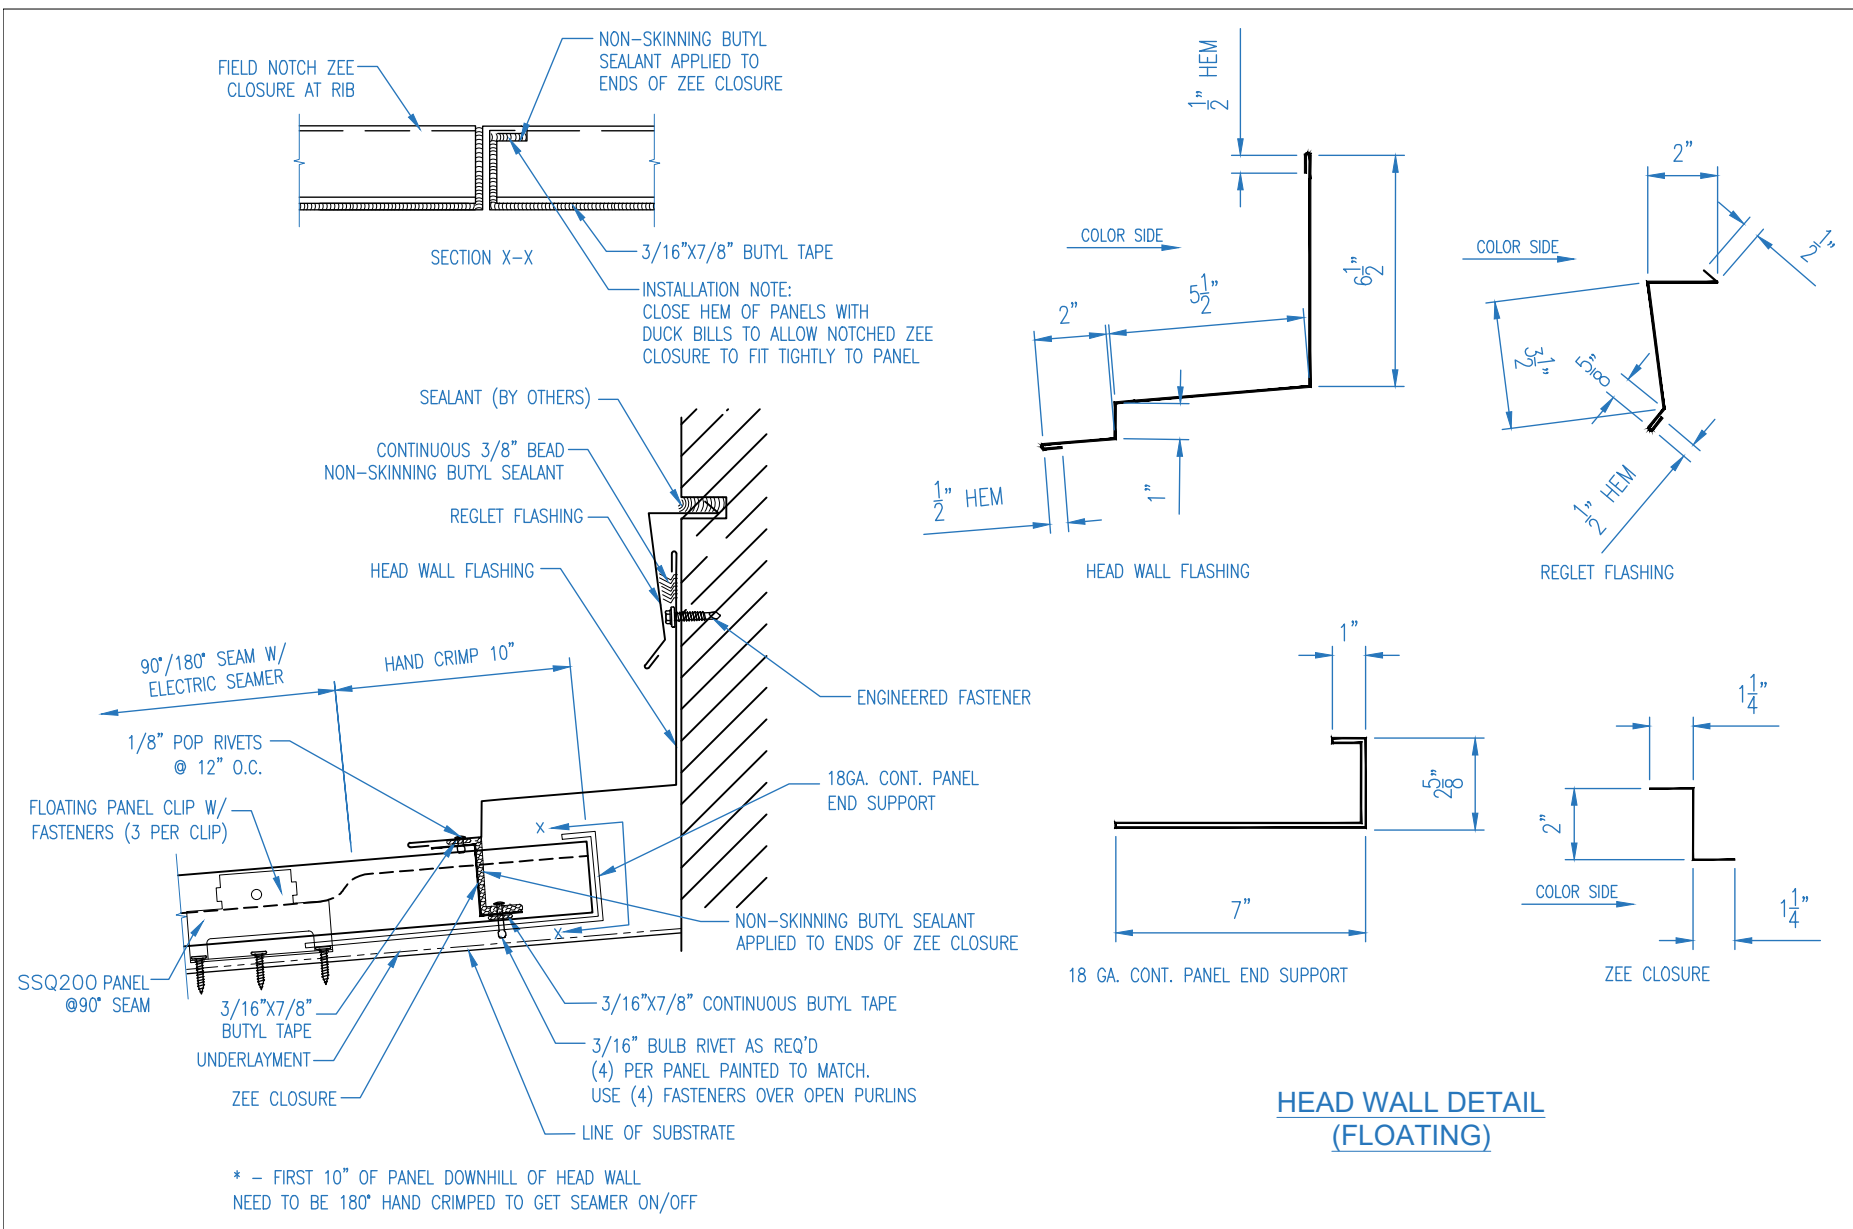 FIELD NOTCH ZEE
CLOSURE AT RIB
NON-SKINNING BUTYL
SEALANT APPLIED TO
ENDS OF ZEE CLOSURE
SECTION X-X
3/16"X7/8" BUTYL TAPE
INSTALLATION NOTE:
CLOSE HEM OF PANELS WITH
DUCK BILLS TO ALLOW NOTCHED ZEE
CLOSURE TO FIT TIGHTLY TO PANEL
SEALANT (BY OTHERS)
CONTINUOUS 3/8" BEAD
NON-SKINNING BUTYL SEALANT
REGLET FLASHING
HEAD WALL FLASHING
90°/180° SEAM W/
ELECTRIC SEAMER
HAND CRIMP 10"
ENGINEERED FASTENER
1/8" POP RIVETS
@ 12" O.C.
18GA. CONT. PANEL
END SUPPORT
FLOATING PANEL CLIP W/
FASTENERS (3 PER CLIP)
X
X
NON-SKINNING BUTYL SEALANT
APPLIED TO ENDS OF ZEE CLOSURE
SSQ200 PANEL
@90° SEAM
3/16"X7/8"
BUTYL TAPE
3/16"X7/8" CONTINUOUS BUTYL TAPE
UNDERLAYMENT
3/16" BULB RIVET AS REQ'D
(4) PER PANEL PAINTED TO MATCH.
USE (4) FASTENERS OVER OPEN PURLINS
ZEE CLOSURE
LINE OF SUBSTRATE
* - FIRST 10" OF PANEL DOWNHILL OF HEAD WALL
NEED TO BE 180° HAND CRIMPED TO GET SEAMER ON/OFF
1/2" HEM
COLOR SIDE
6 1/2"
5 1/2"
2"
1"
1/2" HEM
HEAD WALL FLASHING
2"
1/2"
COLOR SIDE
3 1/2"
5/8"
1/2" HEM
REGLET FLASHING
1"
2 5/8"
7"
18 GA. CONT. PANEL END SUPPORT
1 1/4"
2"
COLOR SIDE
1 1/4"
ZEE CLOSURE
HEAD WALL DETAIL
(FLOATING)